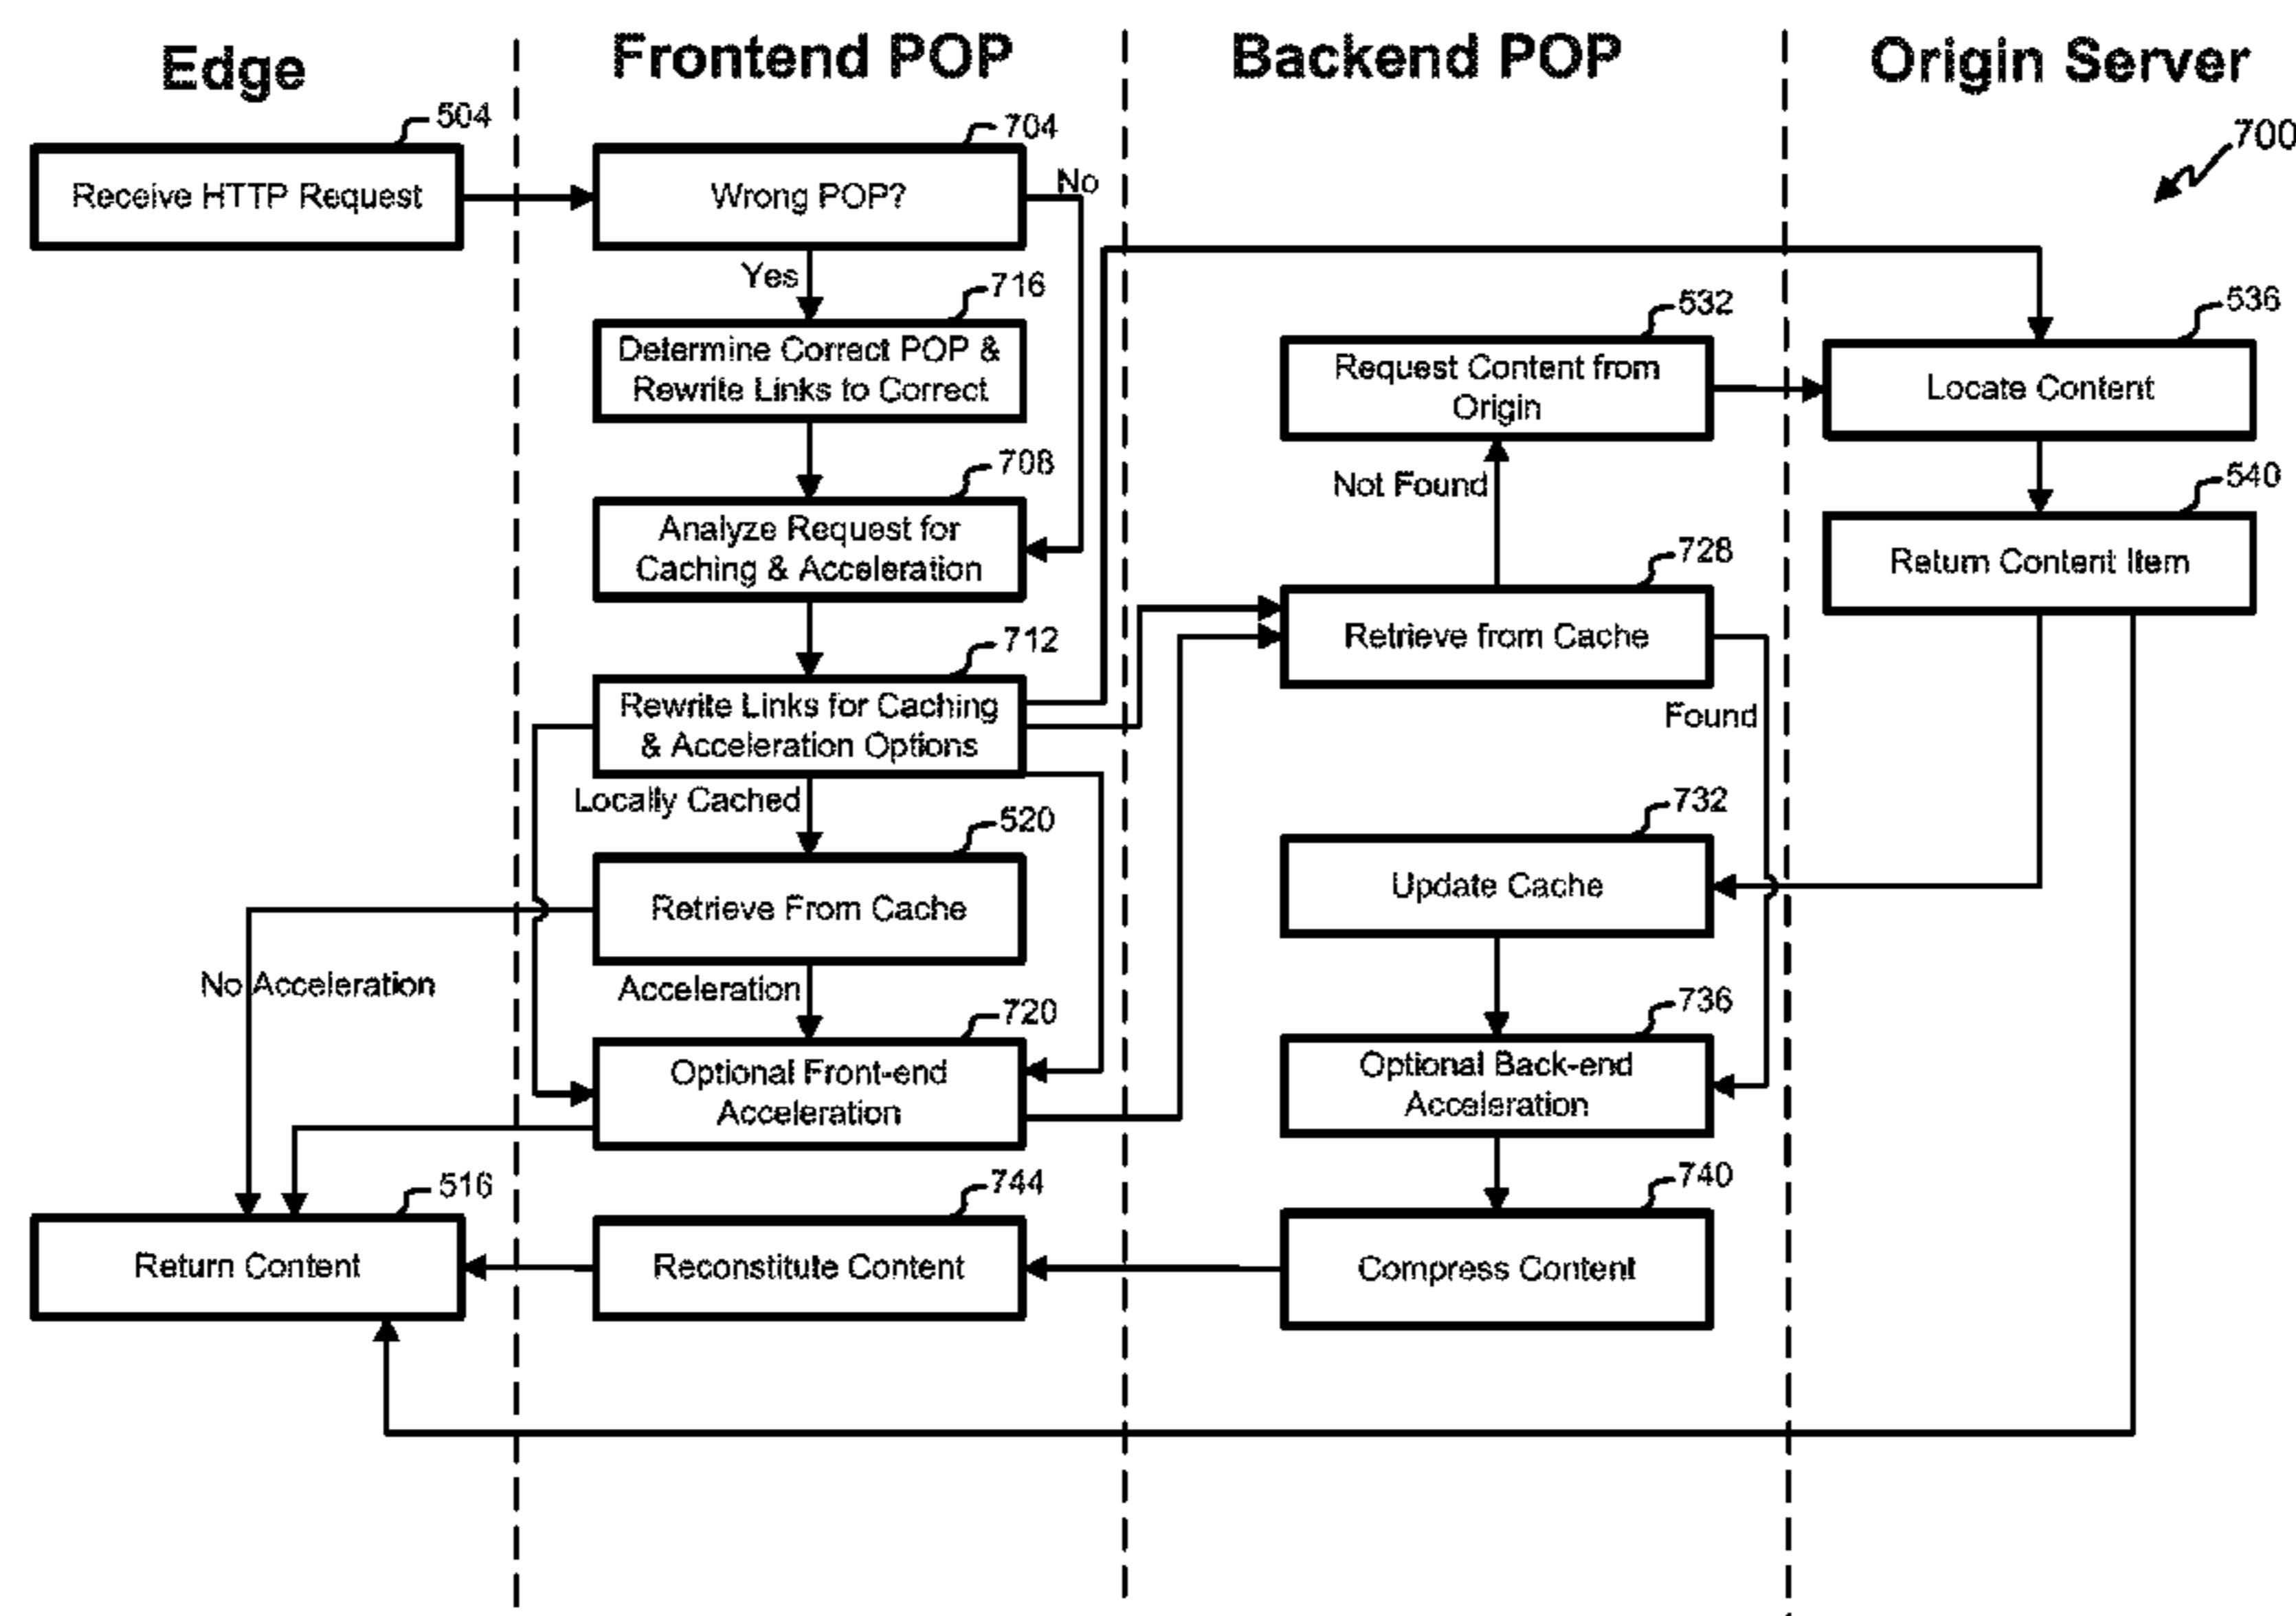 Edge
Frontend POP
Backend POP
Origin Server
504
704
700
Receive HTTP Request
Wrong POP?
No
Yes
716
532
536
Determine Correct POP &
Rewrite Links to Correct
Request Content from
Origin
Locate Content
708
Not Found
540
Analyze Request for
Caching & Acceleration
728
Return Content Item
712
Retrieve from Cache
Rewrite Links for Caching
& Acceleration Options
Found
Locally Cached
520
732
Retrieve From Cache
Update Cache
No Acceleration
Acceleration
720
736
Optional Front-end
Acceleration
Optional Back-end
Acceleration
516
744
740
Return Content
Reconstitute Content
Compress Content